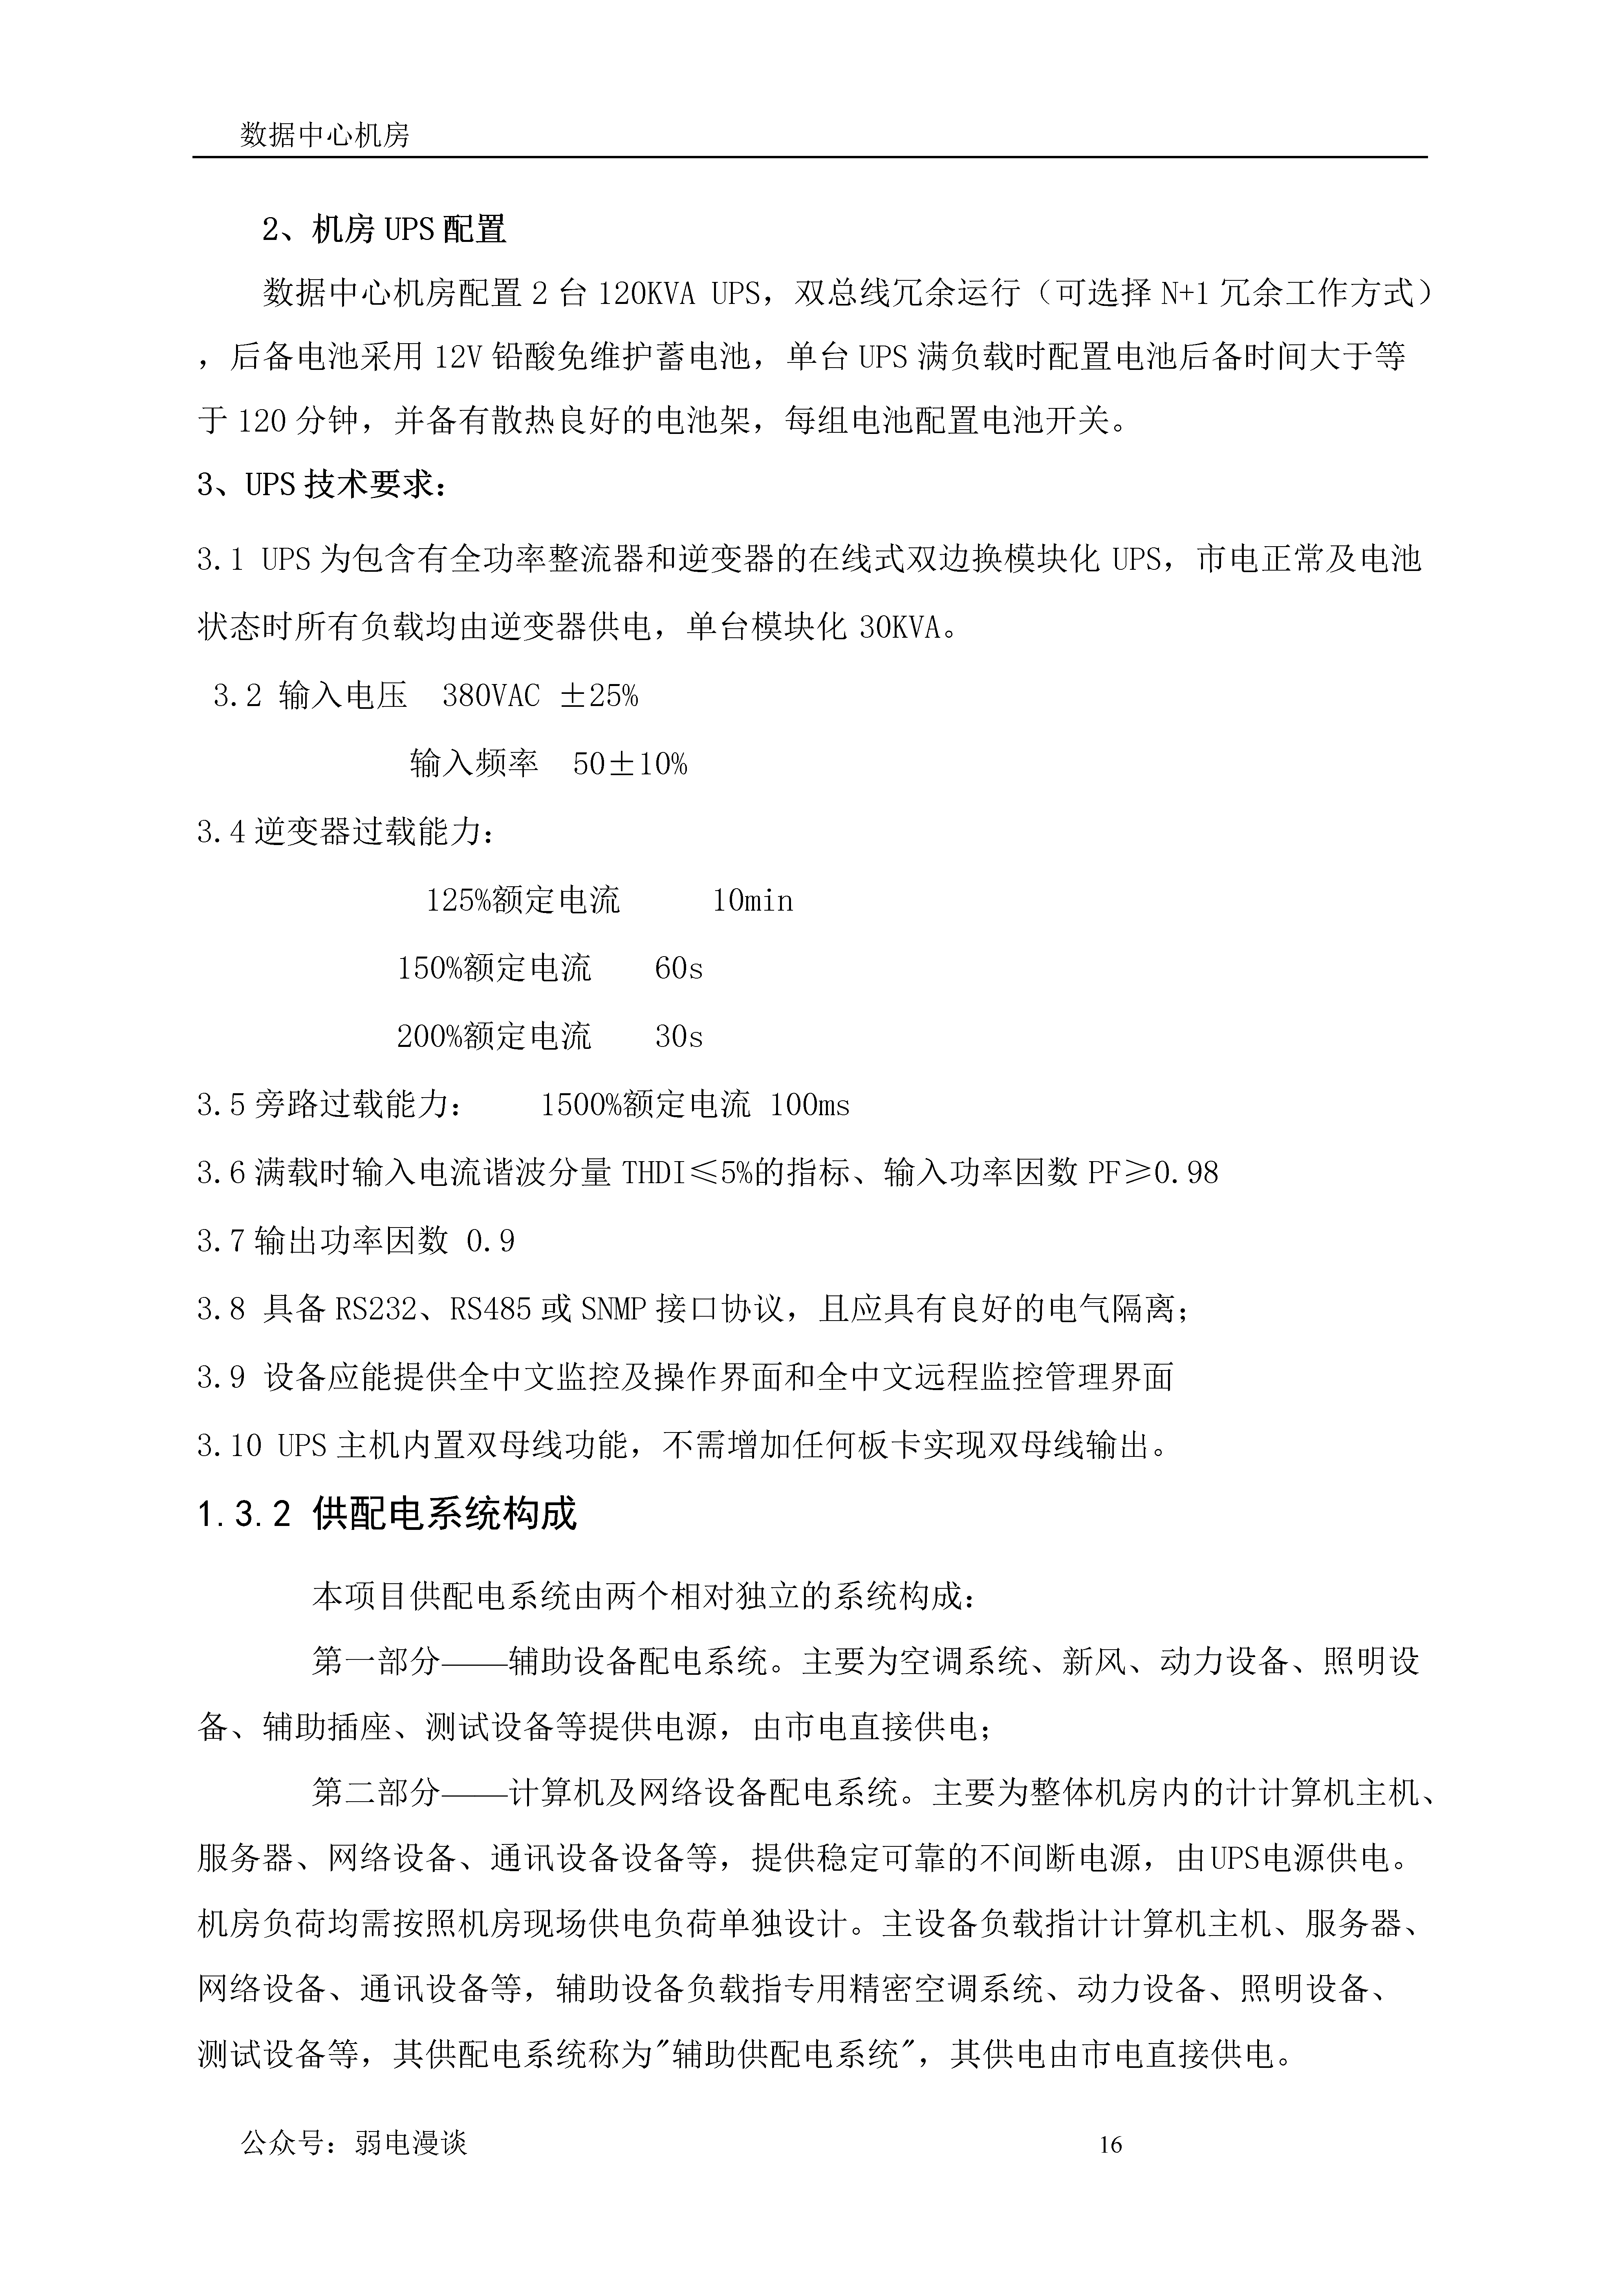 数据中心机房
2、机房 UPS 配置
数据中心机房配置 2 台 120KVA UPS，双总线冗余运行（可选择 N+1 冗余工作方式）
，后备电池采用 12V 铅酸免维护蓄电池，单台 UPS 满负载时配置电池后备时间大于等
于 120 分钟，并备有散热良好的电池架，每组电池配置电池开关。
3、UPS 技术要求：
3.1 UPS 为包含有全功率整流器和逆变器的在线式双边换模块化 UPS，市电正常及电池
状态时所有负载均由逆变器供电，单台模块化 30KVA。
3.2 输入电压 380VAC ±25%
输入频率 50±10%
3.4 逆变器过载能力：
125%额定电流 10min
150%额定电流 60s
200%额定电流 30s
3.5 旁路过载能力： 1500%额定电流 100ms
3.6 满载时输入电流谐波分量 THDI≤5%的指标、输入功率因数 PF≥0.98
3.7 输出功率因数 0.9
3.8 具备 RS232、RS485 或 SNMP 接口协议，且应具有良好的电气隔离；
3.9 设备应能提供全中文监控及操作界面和全中文远程监控管理界面
3.10 UPS 主机内置双母线功能，不需增加任何板卡实现双母线输出。
1.3.2 供配电系统构成
本项目供配电系统由两个相对独立的系统构成：
第一部分——辅助设备配电系统。主要为空调系统、新风、动力设备、照明设
备、辅助插座、测试设备等提供电源，由市电直接供电；
第二部分——计算机及网络设备配电系统。主要为整体机房内的计计算机主机、
服务器、网络设备、通讯设备设备等，提供稳定可靠的不间断电源，由UPS电源供电。
机房负荷均需按照机房现场供电负荷单独设计。主设备负载指计计算机主机、服务器、
网络设备、通讯设备等，辅助设备负载指专用精密空调系统、动力设备、照明设备、
测试设备等，其供配电系统称为"辅助供配电系统"，其供电由市电直接供电。
公众号：弱电漫谈 16